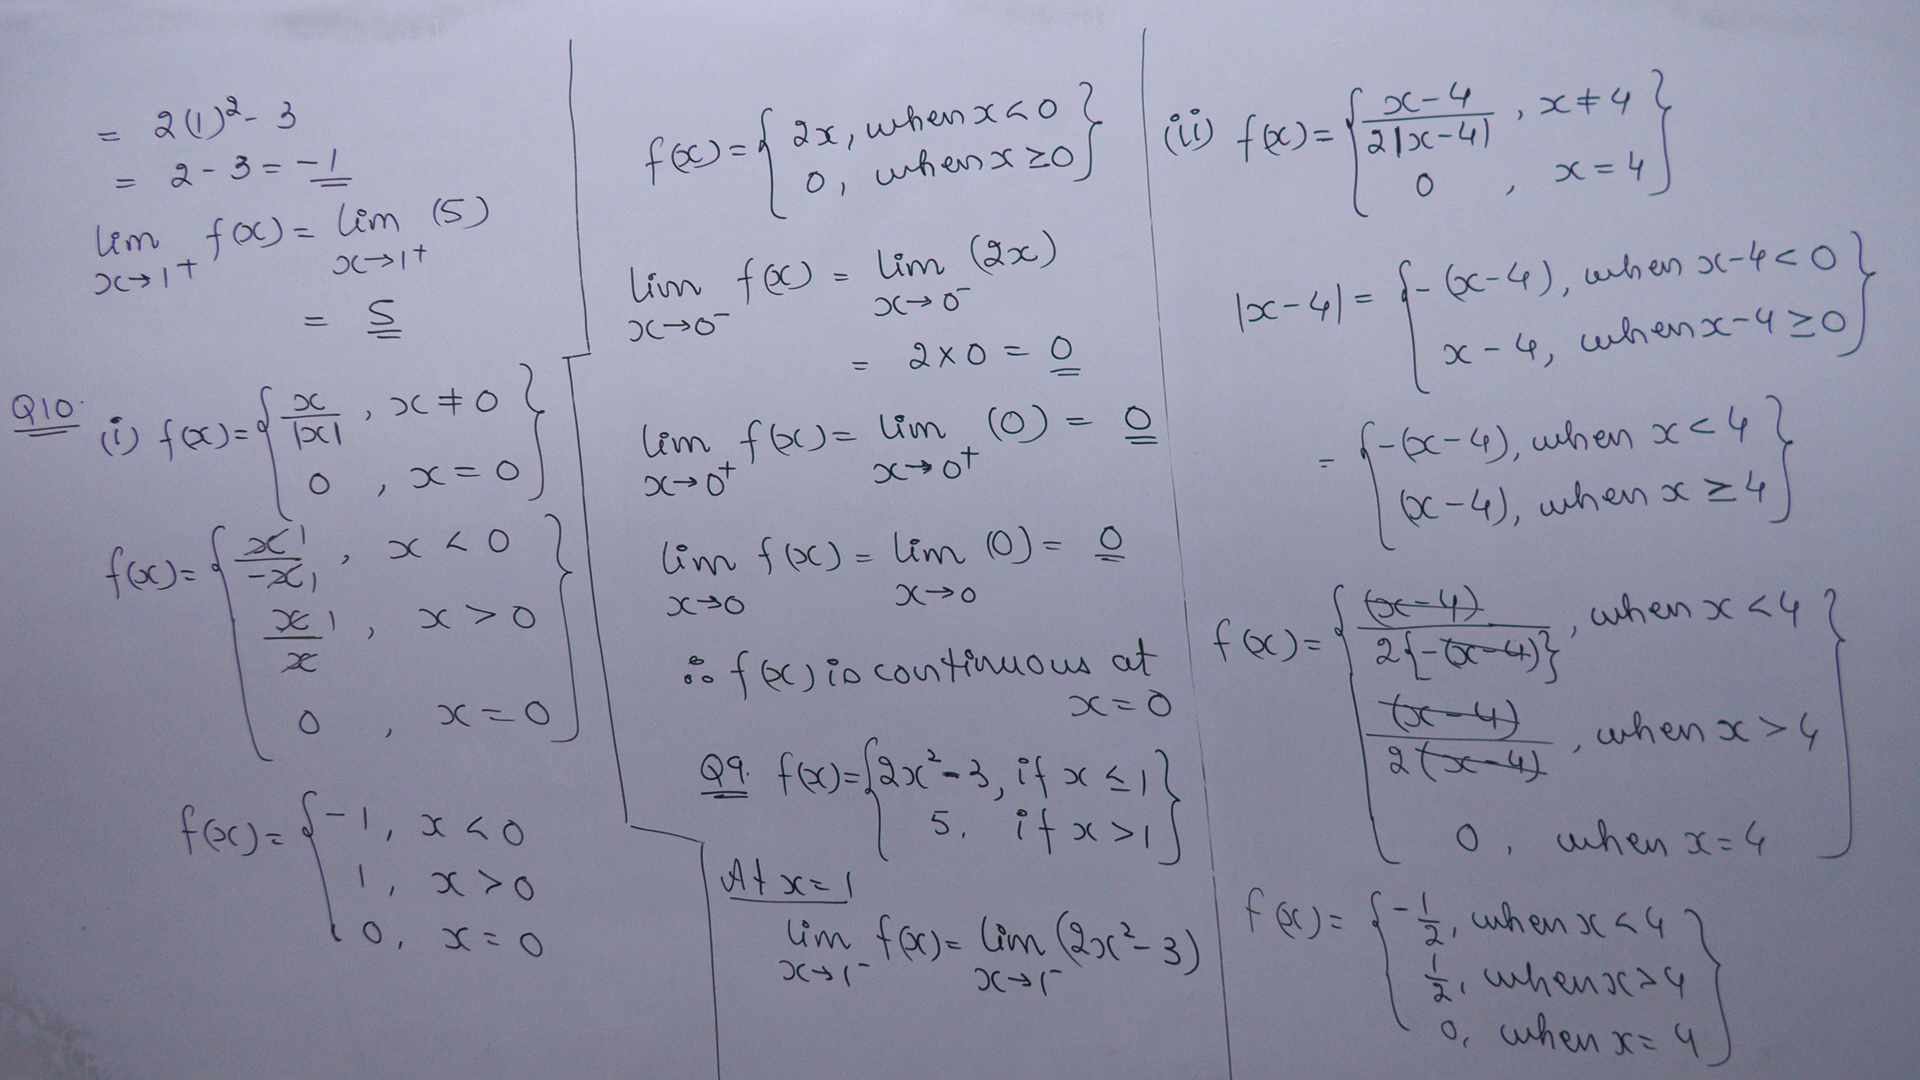 = 2(1)² - 3
= 2 - 3 = -1
lim x→1⁺ f(x) = lim x→1⁺ (5)
= 5
Q10. (i) f(x) = { x/|x| , x ≠ 0
0 , x = 0 }
f(x) = { x 1/-x 1 , x < 0
x 1/x , x > 0
0 , x = 0 }
f(x) = { -1, x < 0
1, x > 0
0, x = 0
f(x) = { 2x, when x < 0
0, when x ≥ 0 }
lim x→0⁻ f(x) = lim x→0⁻ (2x)
= 2 × 0 = 0
lim x→0⁺ f(x) = lim x→0⁺ (0) = 0
lim x→0 f(x) = lim x→0 (0) = 0
∴ f(x) is continuous at
x = 0
Q9. f(x) = { 2x² - 3, if x ≤ 1
5, if x > 1 }
At x = 1
lim x→1⁻ f(x) = lim x→1⁻ (2x² - 3)
(ii) f(x) = { x-4/2|x-4| , x ≠ 4
0 , x = 4 }
|x-4| = { -(x-4), when x-4 < 0
x-4, when x-4 ≥ 0 }
= { -(x-4), when x < 4
(x-4), when x ≥ 4 }
f(x) = { (x-4)/2{-(x-4)} , when x < 4
(x-4)/2(x-4) , when x > 4
0, when x = 4 }
f(x) = { -1/2, when x < 4
1/2, when x > 4
0, when x = 4 }